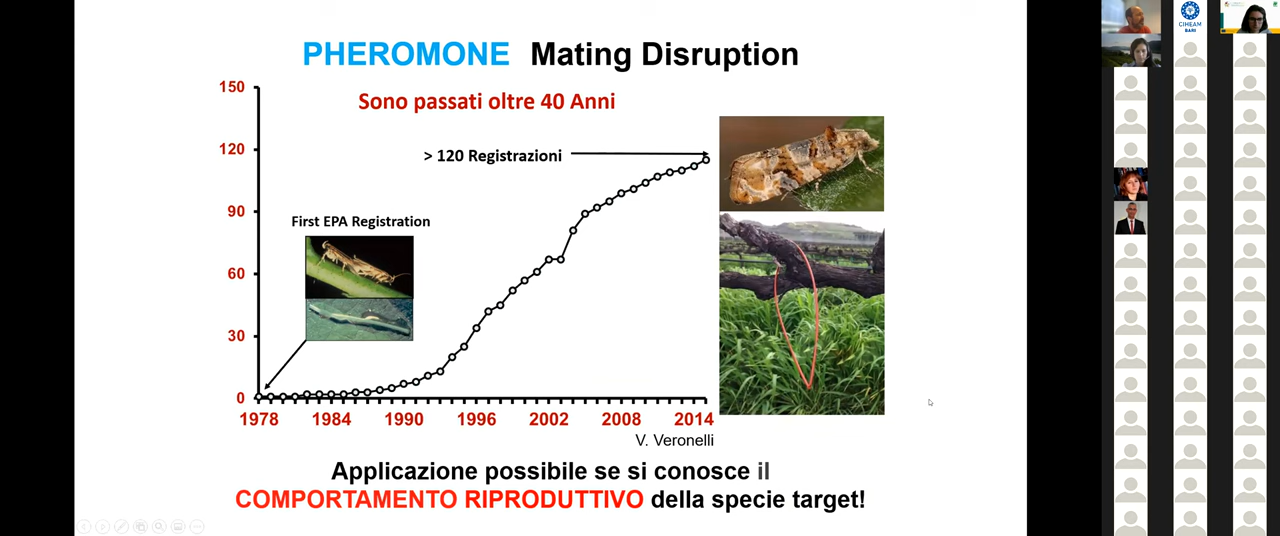 PHEROMONE Mating Disruption
Sono passati oltre 40 Anni
150
120
90
60
30
0
> 120 Registrazioni
First EPA Registration
1978 1984 1990 1996 2002 2008 2014
V. Veronelli
Applicazione possibile se si conosce il
COMPORTAMENTO RIPRODUTTIVO della specie target!
CIHEAM
BARI